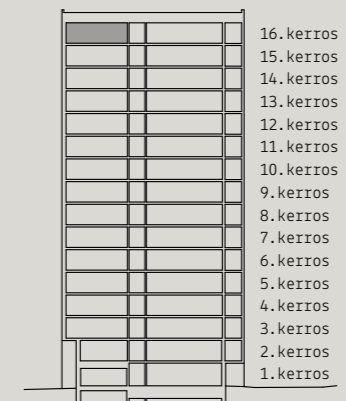 16.kerros
15.kerros
14.kerros
13.kerros
12.kerros
11.kerros
10.kerros
9.kerros
8.kerros
7.kerros
6.kerros
5.kerros
4.kerros
3.kerros
2.kerros
1.kerros